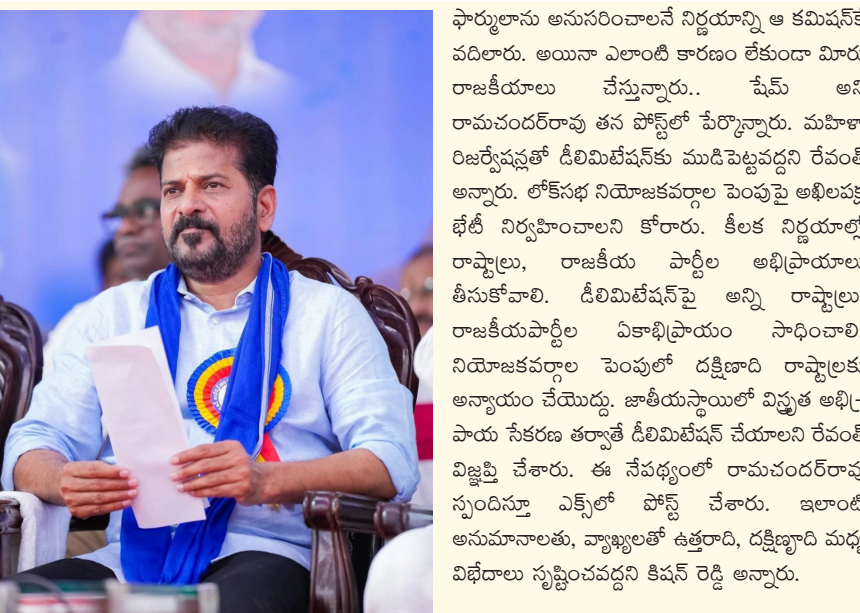 ఫార్ములాను అనుసరించాలనే నిర్ణయాన్ని ఆ కమిషన్‌కే
వదిలారు. అయినా ఎలాంటి కారణం లేకుండా మీరు
రాజకీయాలు చేస్తున్నారు.. షేమ్ అని
రామచందర్‌రావు తన పోస్ట్‌లో పేర్కొన్నారు. మహిళా
రిజర్వేషన్లతో డీలిమిటేషన్‌కు ముడిపెట్టవద్దని రేవంత్
అన్నారు. లోక్‌సభ నియోజకవర్గాల పెంపుపై అఖిలపక్ష
భేటీ నిర్వహించాలని కోరారు. కీలక నిర్ణయాల్లో
రాష్ట్రాలు, రాజకీయ పార్టీల అభిప్రాయాలు
తీసుకోవాలి. డీలిమిటేషన్‌పై అన్ని రాష్ట్రాలు,
రాజకీయపార్టీల ఏకాభిప్రాయం సాధించాలి.
నియోజకవర్గాల పెంపులో దక్షిణాది రాష్ట్రాలకు
అన్యాయం చేయొద్దు. జాతీయస్థాయిలో విస్తృత అభిప్రా
పాయ సేకరణ తర్వాతే డీలిమిటేషన్ చేయాలని రేవంత్
విజ్ఞప్తి చేశారు. ఈ నేపథ్యంలో రామచందర్‌రావు
స్పందిస్తూ ఎక్స్‌లో పోస్ట్ చేశారు. ఇలాంటి
అనుమానాలతు, వ్యాఖ్యలతో ఉత్తరాది, దక్షిణాది మధ్య
విభేదాలు సృష్టించవద్దని కిషన్ రెడ్డి అన్నారు.